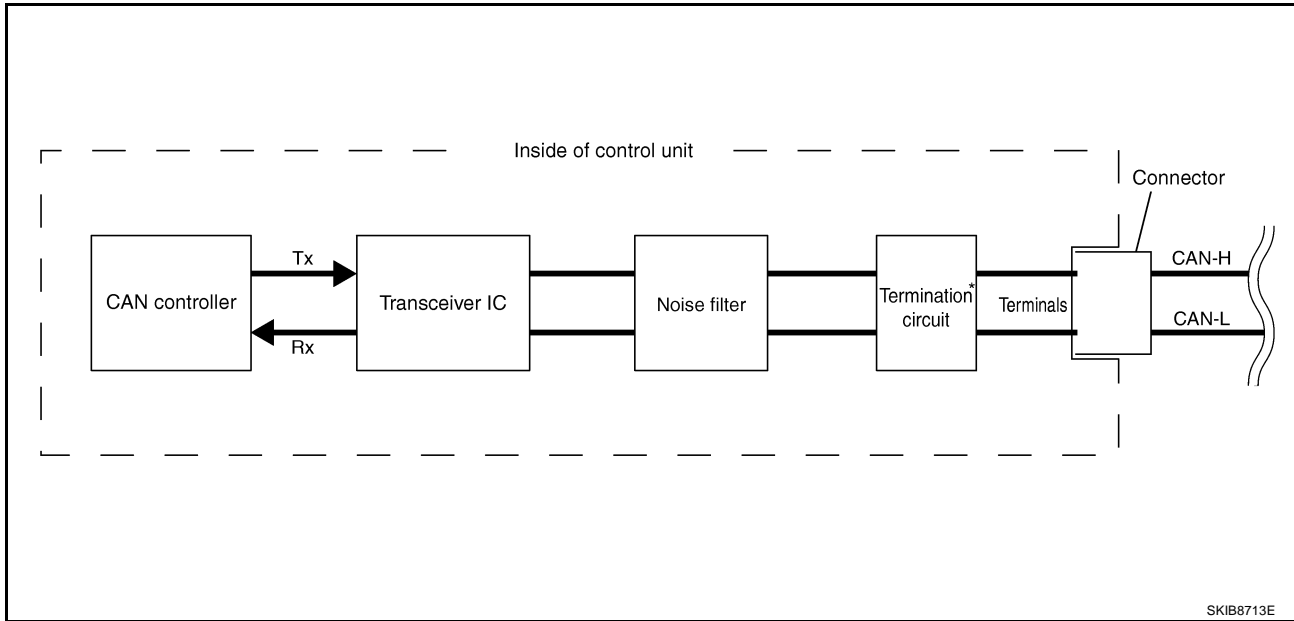 Inside of control unit
Connector
CAN controller
Tx
Rx
Transceiver IC
Noise filter
Termination*
circuit
Terminals
CAN-H
CAN-L
SKIB8713E